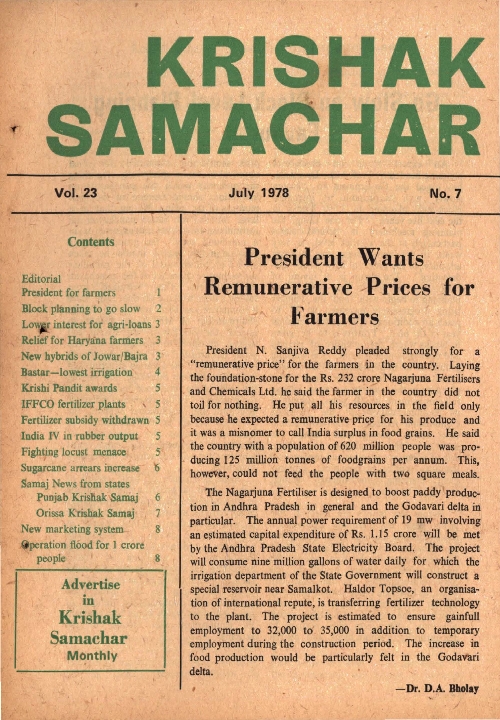 KRISHAK
SAMACHAR
Vol. 23
July 1978
No. 7
Contents
Editorial
President for farmers 1
Block planning to go slow 2
Lower interest for agri-loans 3
Relief for Haryana farmers 3
New hybrids of Jowar/Bajra 3
Bastar—lowest irrigation 4
Krishi Pandit awards 5
IFFCO fertilizer plants 5
Fertilizer subsidy withdrawn 5
India IV in rubber output 5
Fighting locust menace 5
Sugarcane arrears increase 6
Samaj News from states
Punjab Krishak Samaj 6
Orissa Krishak Samaj 7
New marketing system 8
Operation flood for 1 crore
people 8
Advertise
in
Krishak
Samachar
Monthly
President Wants
Remunerative Prices for
Farmers
President N. Sanjiva Reddy pleaded strongly for a
"remunerative price" for the farmers in the country. Laying
the foundation-stone for the Rs. 232 crore Nagarjuna Fertilisers
and Chemicals Ltd. he said the farmer in the country did not
toil for nothing. He put all his resources in the field only
because he expected a remunerative price for his produce and
it was a misnomer to call India surplus in food grains. He said
the country with a population of 620 million people was pro-
ducing 125 million tonnes of foodgrains per annum. This,
however, could not feed the people with two square meals.
The Nagarjuna Fertiliser is designed to boost paddy produc-
tion in Andhra Pradesh in general and the Godavari delta in
particular. The annual power requirement of 19 mw involving
an estimated capital expenditure of Rs. 1.15 crore will be met
by the Andhra Pradesh State Electricity Board. The project
will consume nine million gallons of water daily for which the
irrigation department of the State Government will construct a
special reservoir near Samalkot. Haldor Topsoe, an organisa-
tion of international repute, is transferring fertilizer technology
to the plant. The project is estimated to ensure gainfull
employment to 32,000 to 35,000 in addition to temporary
employment during the construction period. The increase in
food production would be particularly felt in the Godavari
delta.
—Dr. D.A. Bholay